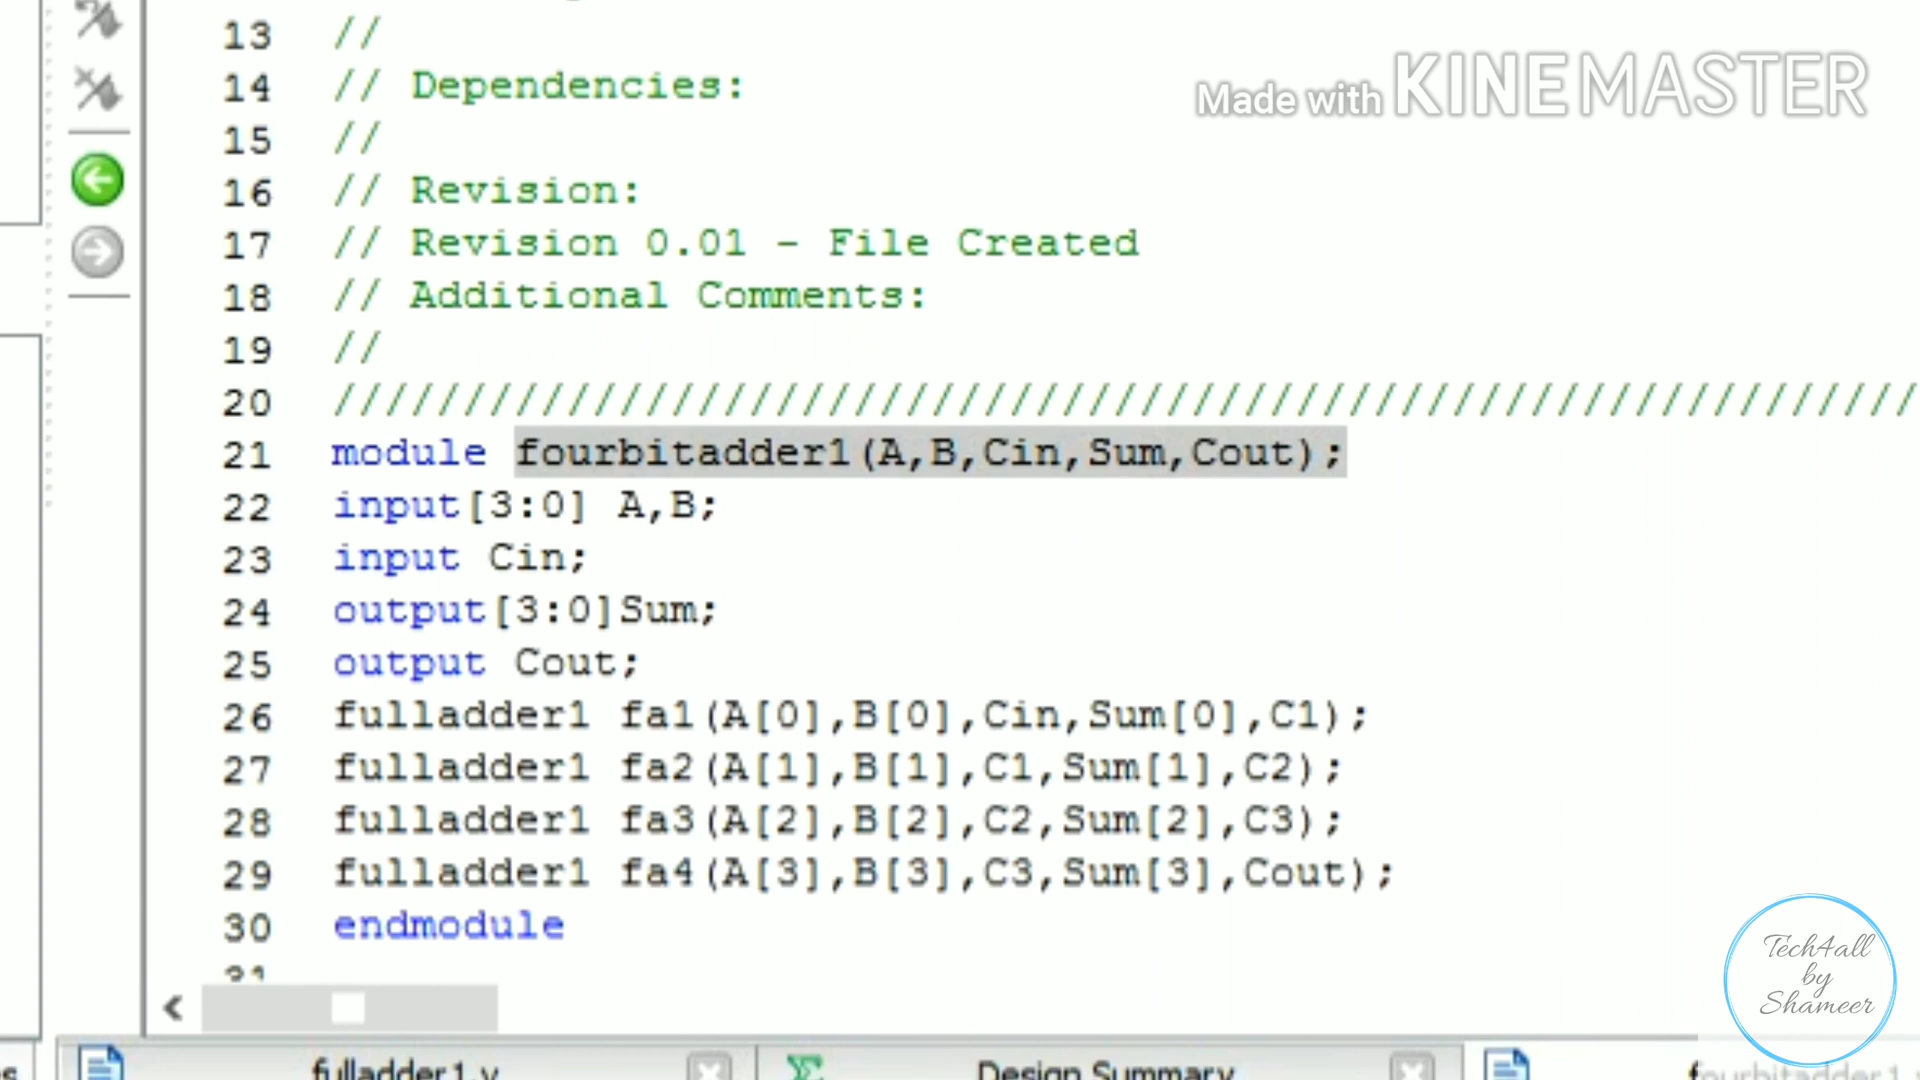 13 //
Made with KINEMASTER
14 // Dependencies:
15 //
16 // Revision:
17 // Revision 0.01 - File Created
18 // Additional Comments:
19 //
20 /////////////////////////////////////////////////////////////
21 module fourbitadder1(A,B,Cin,Sum,Cout);
22 input[3:0] A,B;
23 input Cin;
24 output[3:0]Sum;
25 output Cout;
26 fulladder1 fa1(A[0],B[0],Cin,Sum[0],C1);
27 fulladder1 fa2(A[1],B[1],C1,Sum[1],C2);
28 fulladder1 fa3(A[2],B[2],C2,Sum[2],C3);
29 fulladder1 fa4(A[3],B[3],C3,Sum[3],Cout);
30 endmodule
31
Tech4all
by
Shameer
fulladder1.v
Design Summary
fourbitadder1